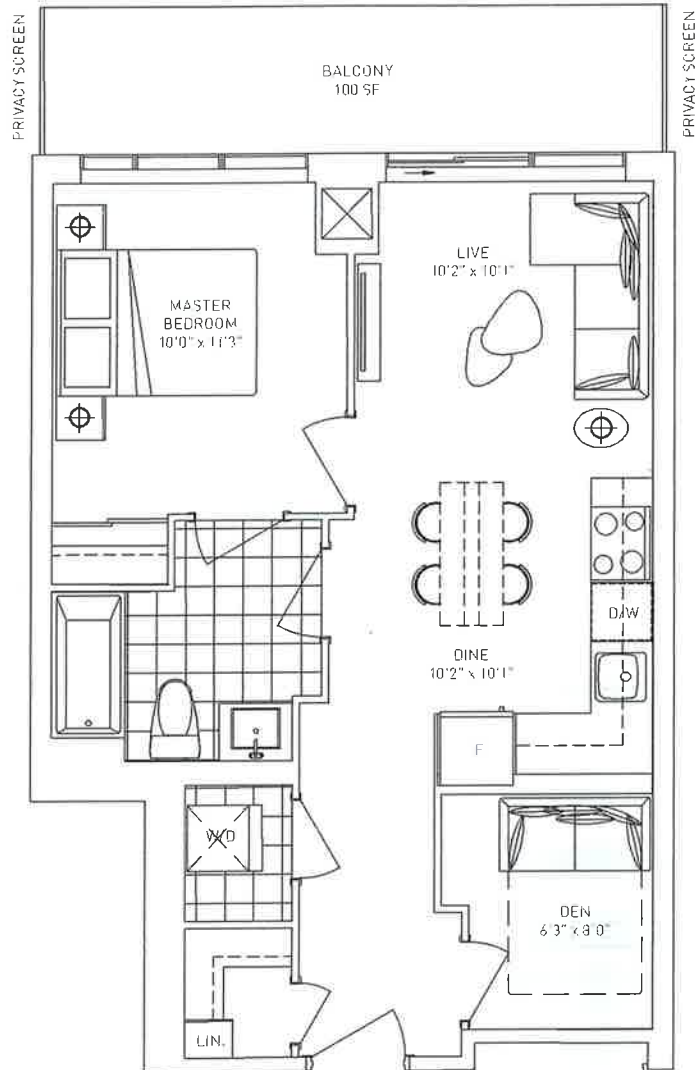 PRIVACY SCREEN
PRIVACY SCREEN
BALCONY
100 SF
LIVE
10'2" x 10'1"
MASTER
BEDROOM
10'0" x 11'3"
D/W
DINE
10'2" x 10'1"
F
W/D
DEN
6'3" x 8'0"
LIN.